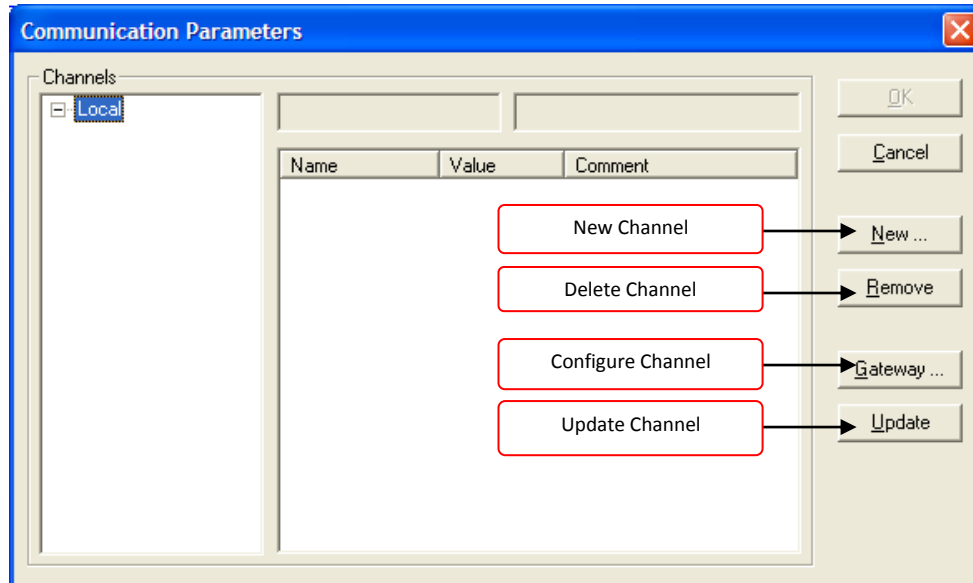 Communication Parameters
Channels
Local
OK
Cancel
Name Value Comment
New Channel
New ...
Delete Channel
Remove
Configure Channel
Gateway ...
Update Channel
Update